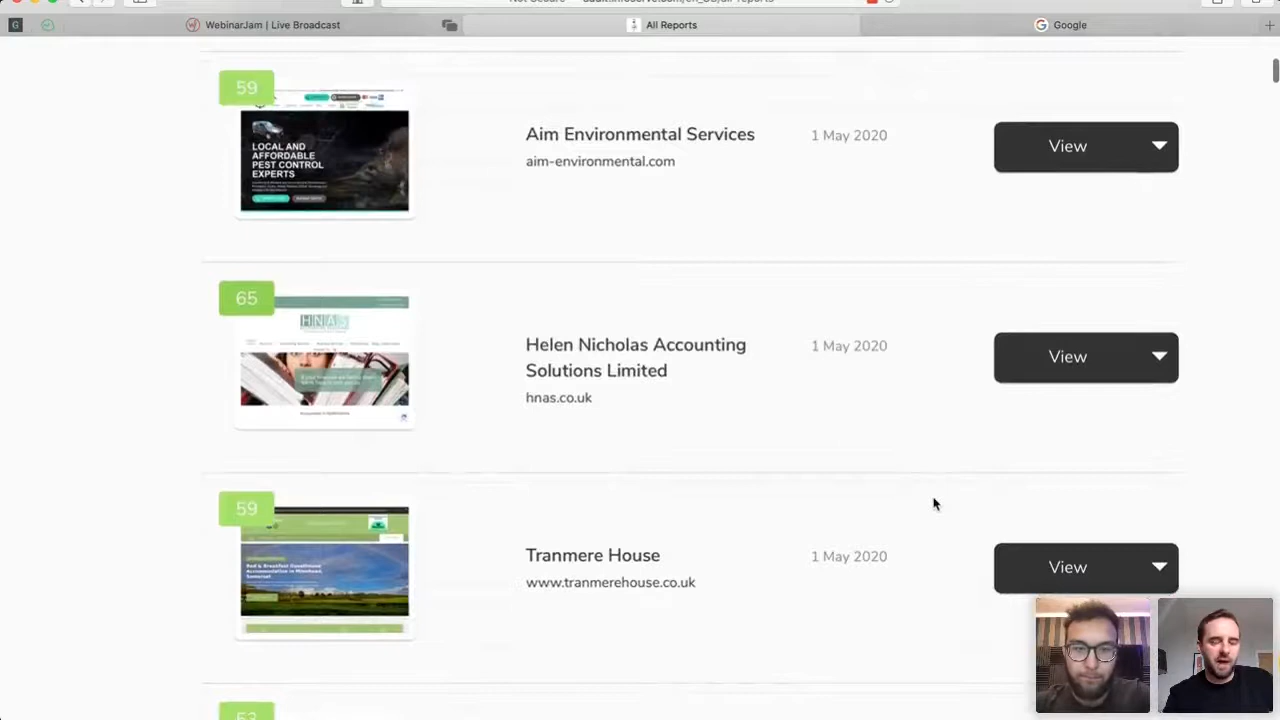 WebinarJam | Live Broadcast
All Reports
Google
59
LOCAL AND
AFFORDABLE
PEST CONTROL
EXPERTS
Aim Environmental Services
aim-environmental.com
1 May 2020
View
65
HNAS
Helen Nicholas Accounting
Solutions Limited
hnas.co.uk
1 May 2020
View
59
Tranmere House
www.tranmerehouse.co.uk
1 May 2020
View